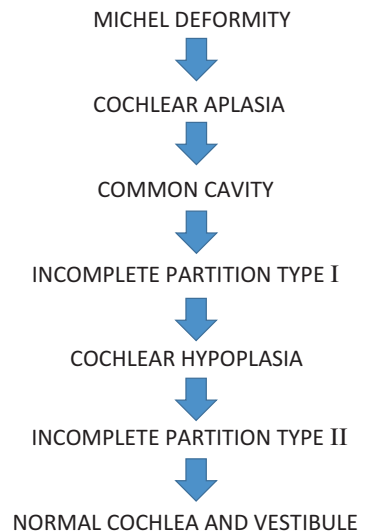 MICHEL DEFORMITY
COCHLEAR APLASIA
COMMON CAVITY
INCOMPLETE PARTITION TYPE I
COCHLEAR HYPOPLASIA
INCOMPLETE PARTITION TYPE II
NORMAL COCHLEA AND VESTIBULE